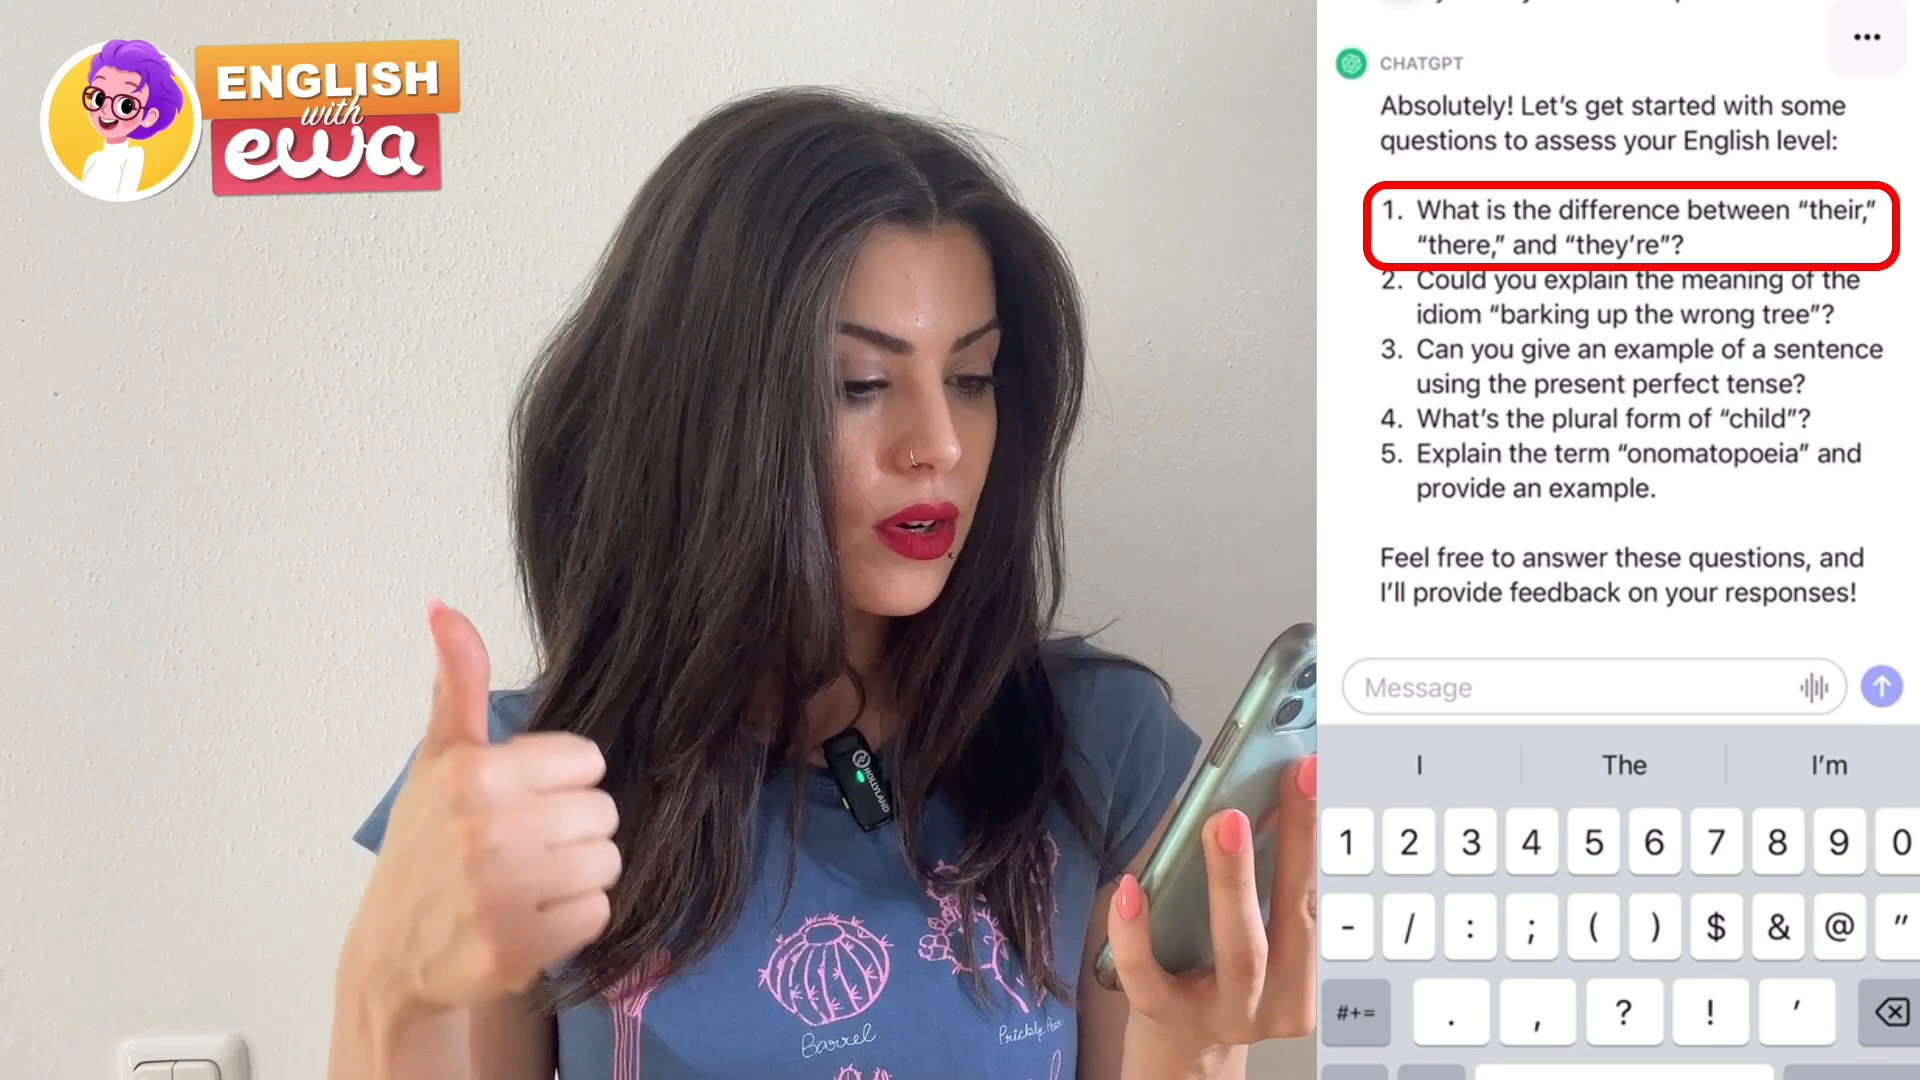 ENGLISH
with
ewa
HOLLYLAND
Barrel
Prickly Pear
CHATGPT
Absolutely! Let’s get started with some
questions to assess your English level:
1. What is the difference between “their,”
“there,” and “they’re”?
2. Could you explain the meaning of the
idiom “barking up the wrong tree”?
3. Can you give an example of a sentence
using the present perfect tense?
4. What’s the plural form of “child”?
5. Explain the term “onomatopoeia” and
provide an example.
Feel free to answer these questions, and
I’ll provide feedback on your responses!
Message
I The I’m
1 2 3 4 5 6 7 8 9 0
- / : ; ( ) $ & @ ”
#+= . , ? ! ’